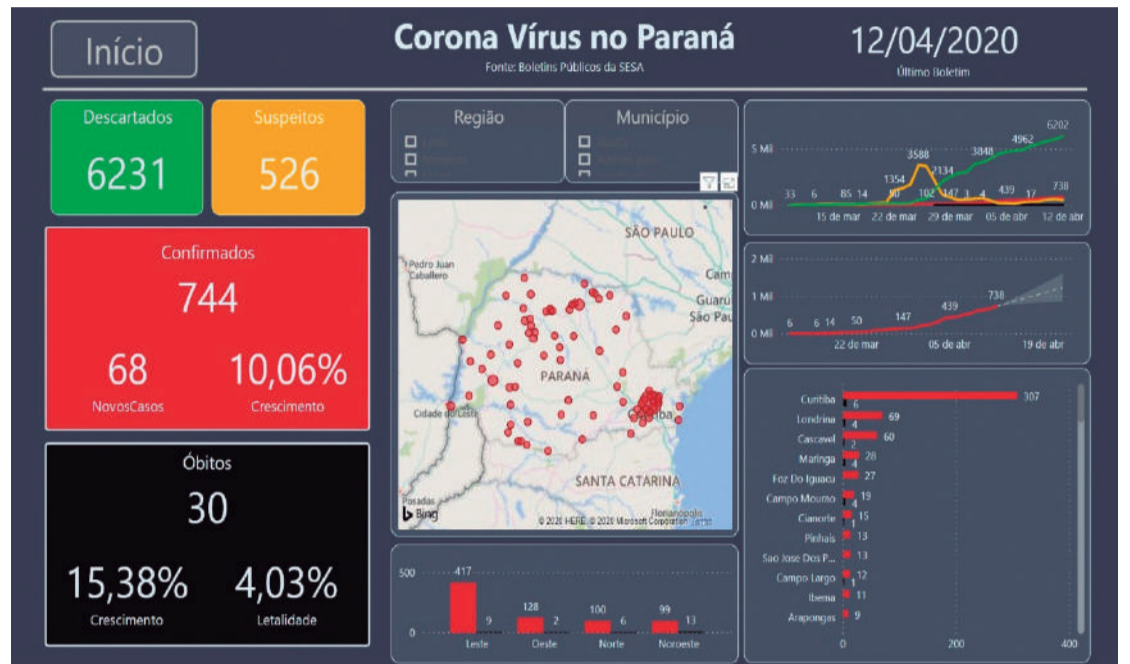 Início
Corona Vírus no Paraná
Fonte: Boletins Públicos da SESA
12/04/2020
Último Boletim
Descartados
6231
Suspeitos
526
Confirmados
744
68
NovosCasos
10,06%
Crescimento
Óbitos
30
15,38%
Crescimento
4,03%
Letalidade
Região
Município
SÃO PAULO
Pedro Juan
Caballero
Cam
Guaru
São Pau
PARANÁ
Cidade
SANTA CATARINA
Posadas
Florianópolis
Bing
© 2020 HERE, © 2020 Microsoft Corporation
500
417
9
128
2
100
6
99
13
0
Leste
Oeste
Norte
Noroeste
6202
4962
3848
3588
2134
1354
5 Mil
33
6
85
14
50
102
147
3
4
439
17
738
0 Mil
15 de mar
22 de mar
29 de mar
05 de abr
12 de abr
2 Mil
1 Mil
0 Mil
6
6
14
50
147
439
738
22 de mar
05 de abr
19 de abr
Curitiba
307
6
Londrina
69
4
Cascavel
60
2
Maringa
28
4
Foz Do Iguacu
27
Campo Mourao
19
4
Cianorte
15
1
Pinhais
13
Sao Jose Dos P...
13
Campo Largo
12
1
Ibema
11
Arapongas
9
0
200
400